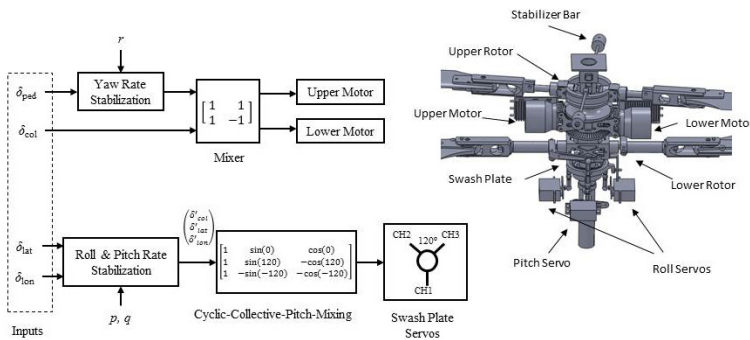 r
δped
Yaw Rate
Stabilization
δcol
[1 1
1 -1]
Mixer
Upper Motor
Lower Motor
δlat
δlon
Roll & Pitch Rate
Stabilization
p, q
Inputs
(δ'col
δ'lat
δ'lon)
[1 sin(0) cos(0)
1 sin(120) -cos(120)
1 -sin(-120) -cos(-120)]
Cyclic-Collective-Pitch-Mixing
CH2 120° CH3
CH1
Swash Plate
Servos
Stabilizer Bar
Upper Rotor
Upper Motor
Lower Moto
Swash Plate
Lower Rotor
Pitch Servo
Roll Servos